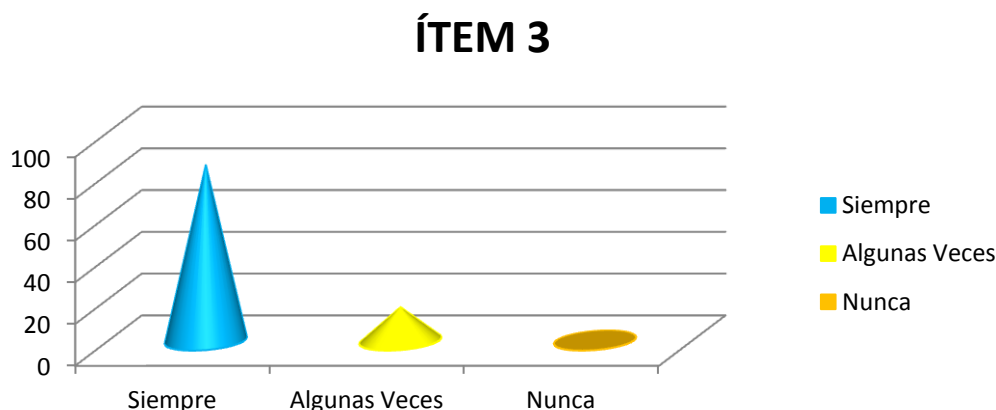 ÍTEM 3
100
80
60
40
20
0
Siempre
Algunas Veces
Nunca
Siempre
Algunas Veces
Nunca